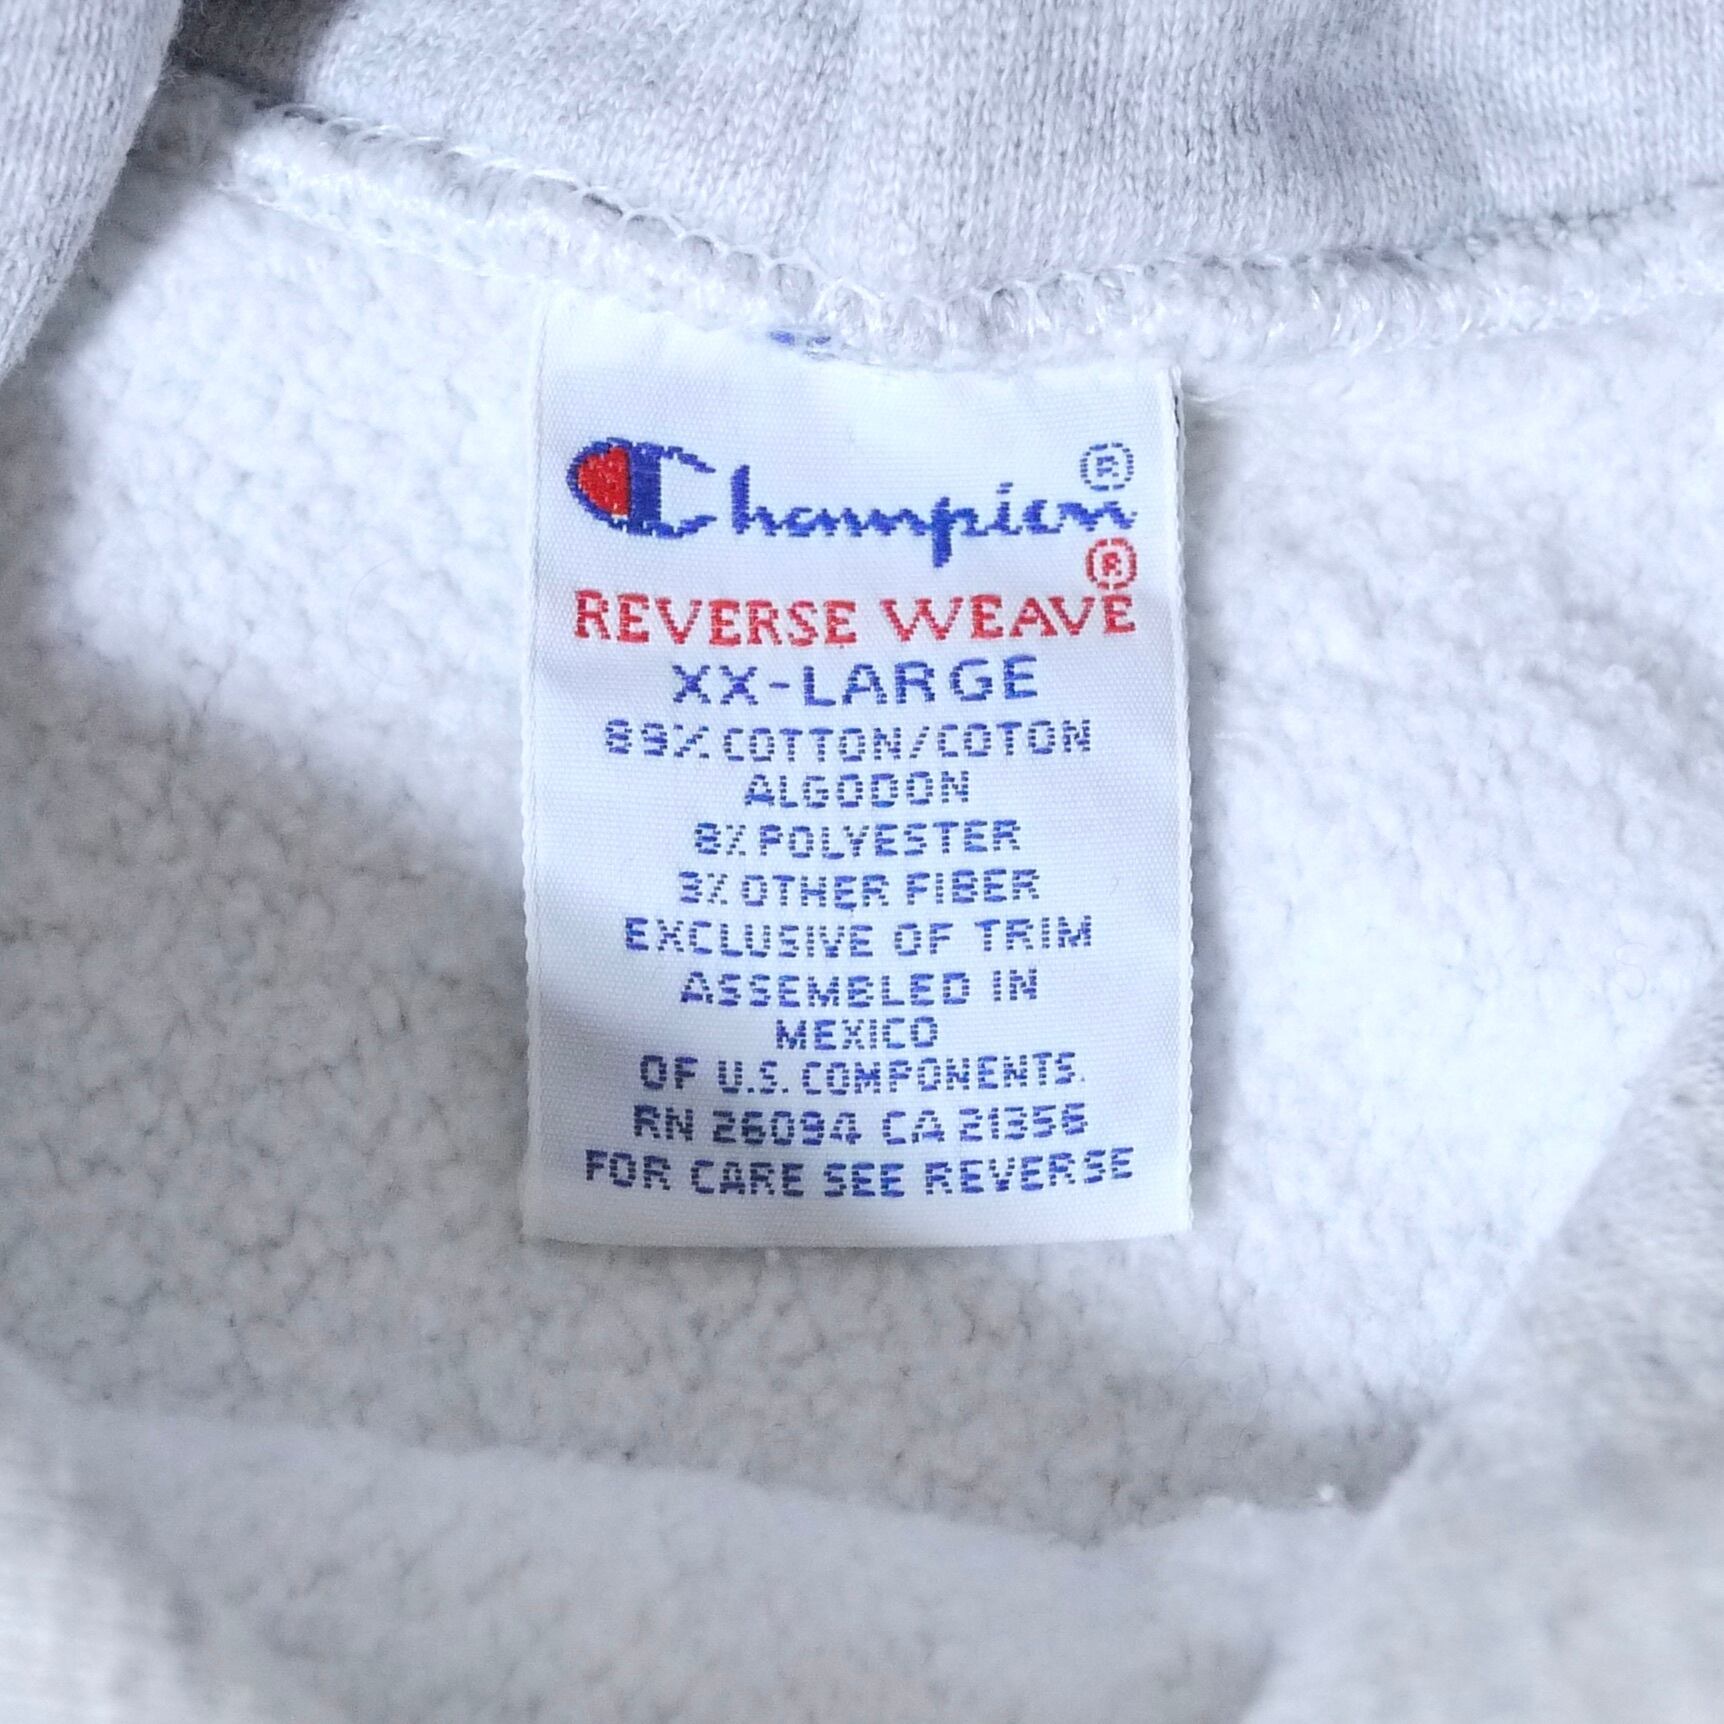 Champion®
REVERSE WEAVE®
XX-LARGE
89% COTTON/COTON
ALGODON
8% POLYESTER
3% OTHER FIBER
EXCLUSIVE OF TRIM
ASSEMBLED IN
MEXICO
OF U.S. COMPONENTS.
RN 26094 CA 21356
FOR CARE SEE REVERSE